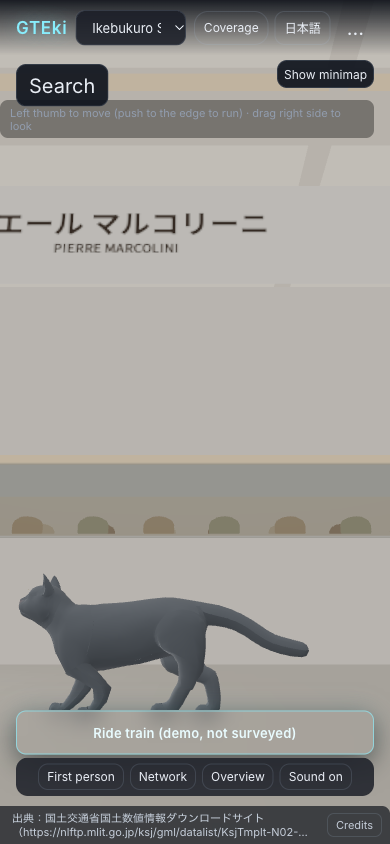 GTEki
Ikebukuro S
Coverage
日本語
...
Search
Show minimap
Left thumb to move (push to the edge to run) · drag right side to
look
エール マルコリーニ
PIERRE MARCOLINI
Ride train (demo, not surveyed)
First person
Network
Overview
Sound on
出典：国土交通省国土数値情報ダウンロードサイト
（https://nlftp.mlit.go.jp/ksj/gml/datalist/KsjTmplt-N02-...
Credits